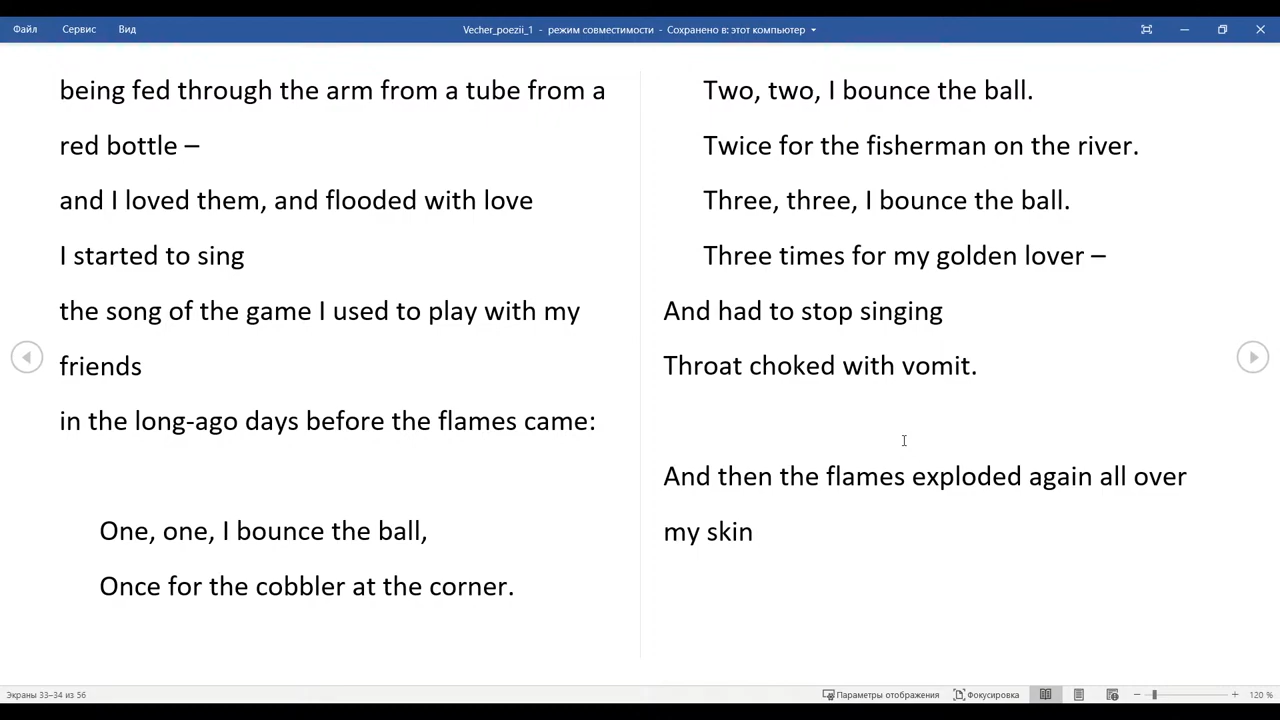 Файл Сервис Вид Vecher_poezii_1 - режим совместимости - Сохранено в: этот компьютер
being fed through the arm from a tube from a
red bottle –
and I loved them, and flooded with love
I started to sing
the song of the game I used to play with my
friends
in the long-ago days before the flames came:
One, one, I bounce the ball,
Once for the cobbler at the corner.
Two, two, I bounce the ball.
Twice for the fisherman on the river.
Three, three, I bounce the ball.
Three times for my golden lover –
And had to stop singing
Throat choked with vomit.
And then the flames exploded again all over
my skin
Экраны 33–34 из 56 Параметры отображения Фокусировка 120 %